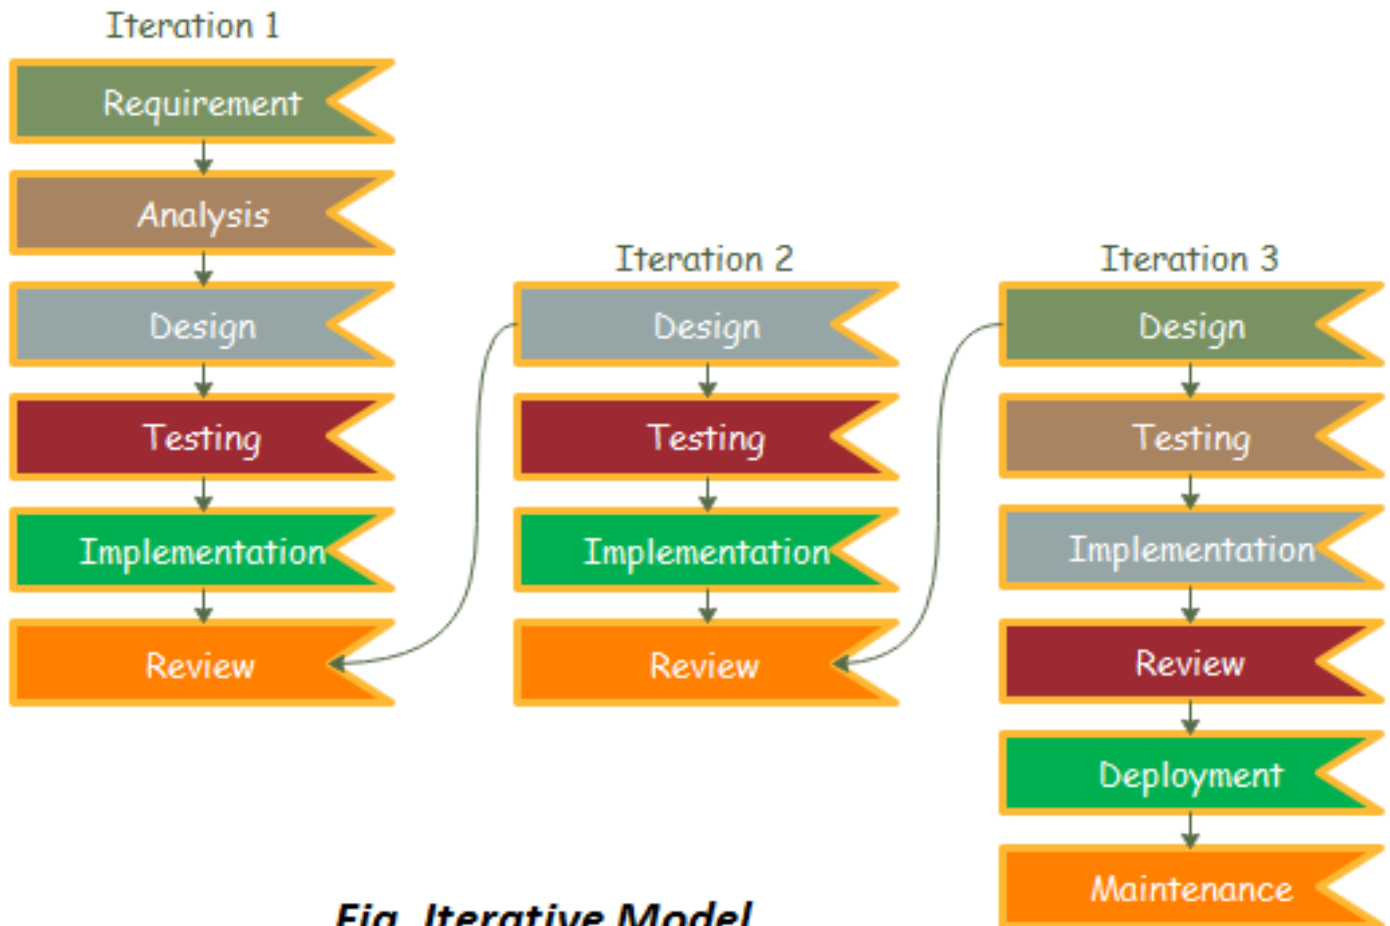 Iteration 1
Requirement
Analysis
Design
Testing
Implementation
Review
Iteration 2
Design
Testing
Implementation
Review
Iteration 3
Design
Testing
Implementation
Review
Deployment
Maintenance
Fig. Iterative Model